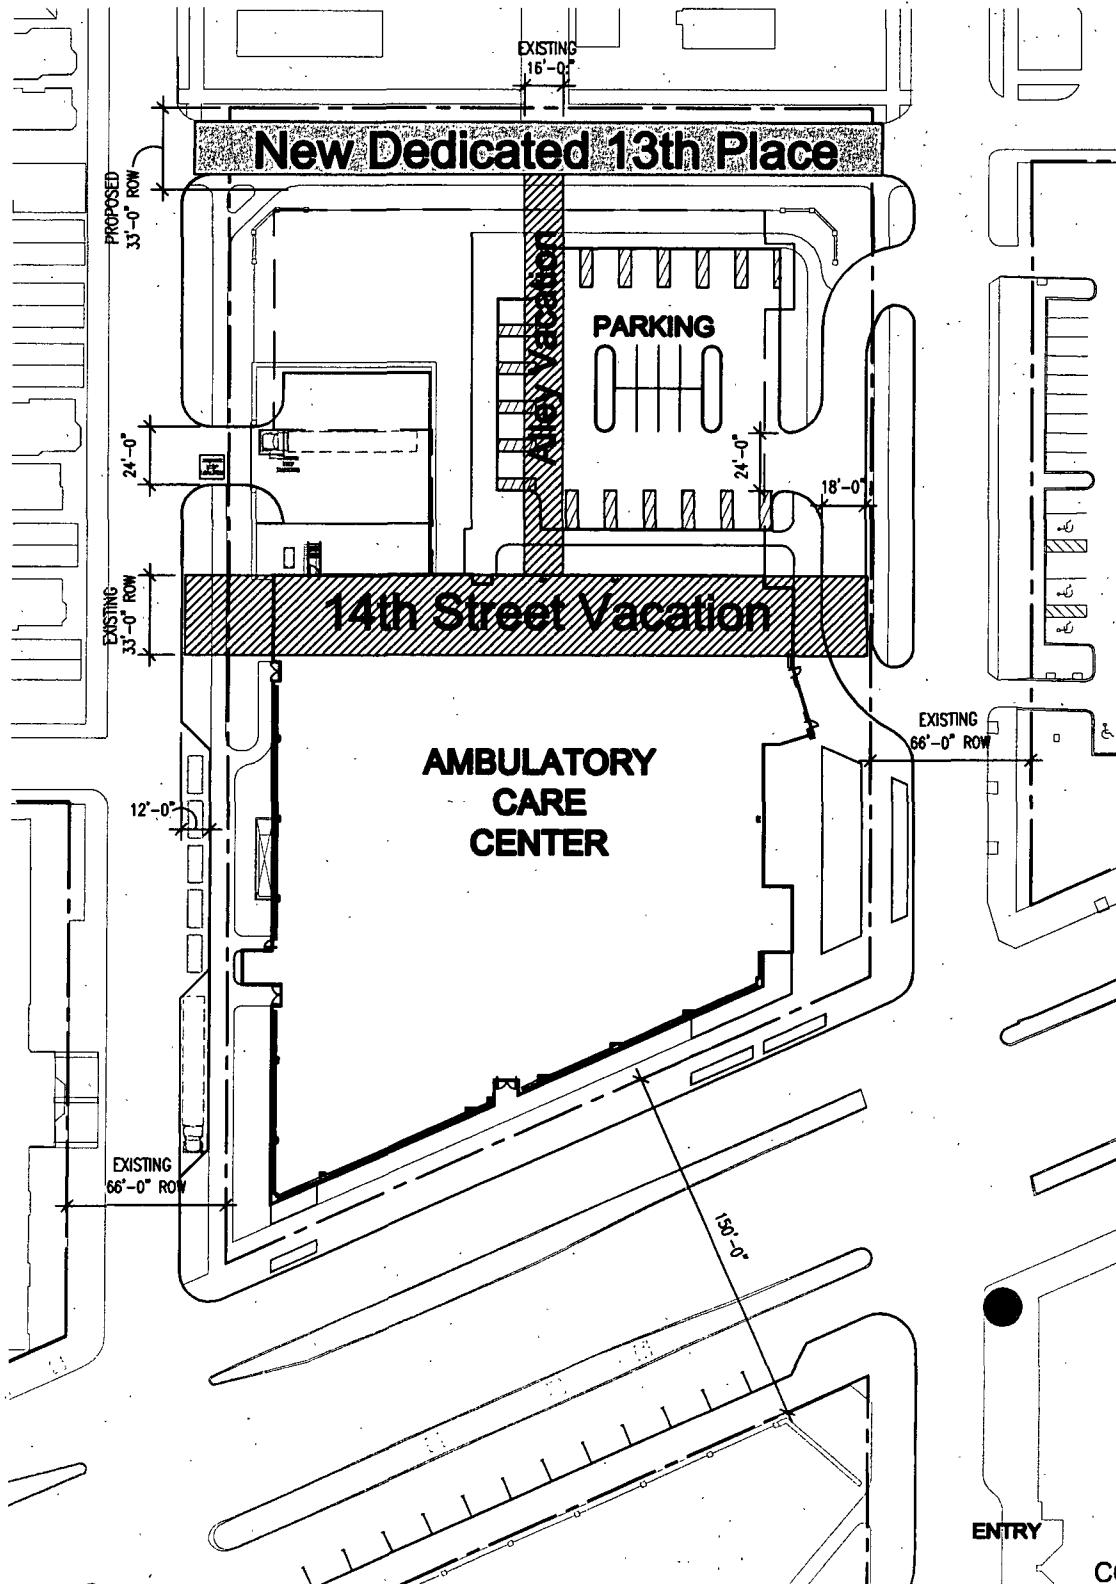 EXISTING
16'-0"
New Dedicated 13th Place
PROPOSED
33'-0" ROW
Alley Vacation
PARKING
24'-0"
24'-0"
18'-0"
EXISTING
33'-0" ROW
14th Street Vacation
EXISTING
66'-0" ROW
AMBULATORY
CARE
CENTER
12'-0"
EXISTING
66'-0" ROW
150'-0"
ENTRY